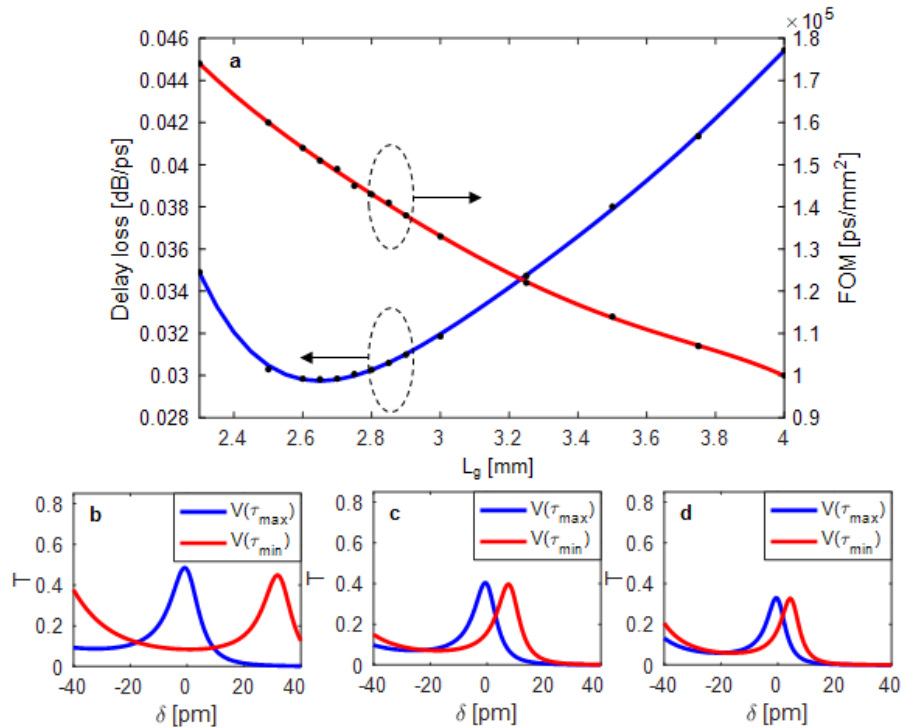 ×10⁵
a
0.046
0.044
0.042
0.04
0.038
0.036
0.034
0.032
0.03
0.028
Delay loss [dB/ps]
1.8
1.7
1.6
1.5
1.4
1.3
1.2
1.1
1
0.9
FOM [ps/mm²]
2.4 2.6 2.8 3 3.2 3.4 3.6 3.8 4
L_g [mm]
b
V(τ_max)
V(τ_min)
0.8
0.6
0.4
0.2
0
T
-40 -20 0 20 40
δ [pm]
c
V(τ_max)
V(τ_min)
0.8
0.6
0.4
0.2
0
T
-40 -20 0 20 40
δ [pm]
d
V(τ_max)
V(τ_min)
0.8
0.6
0.4
0.2
0
T
-40 -20 0 20 40
δ [pm]